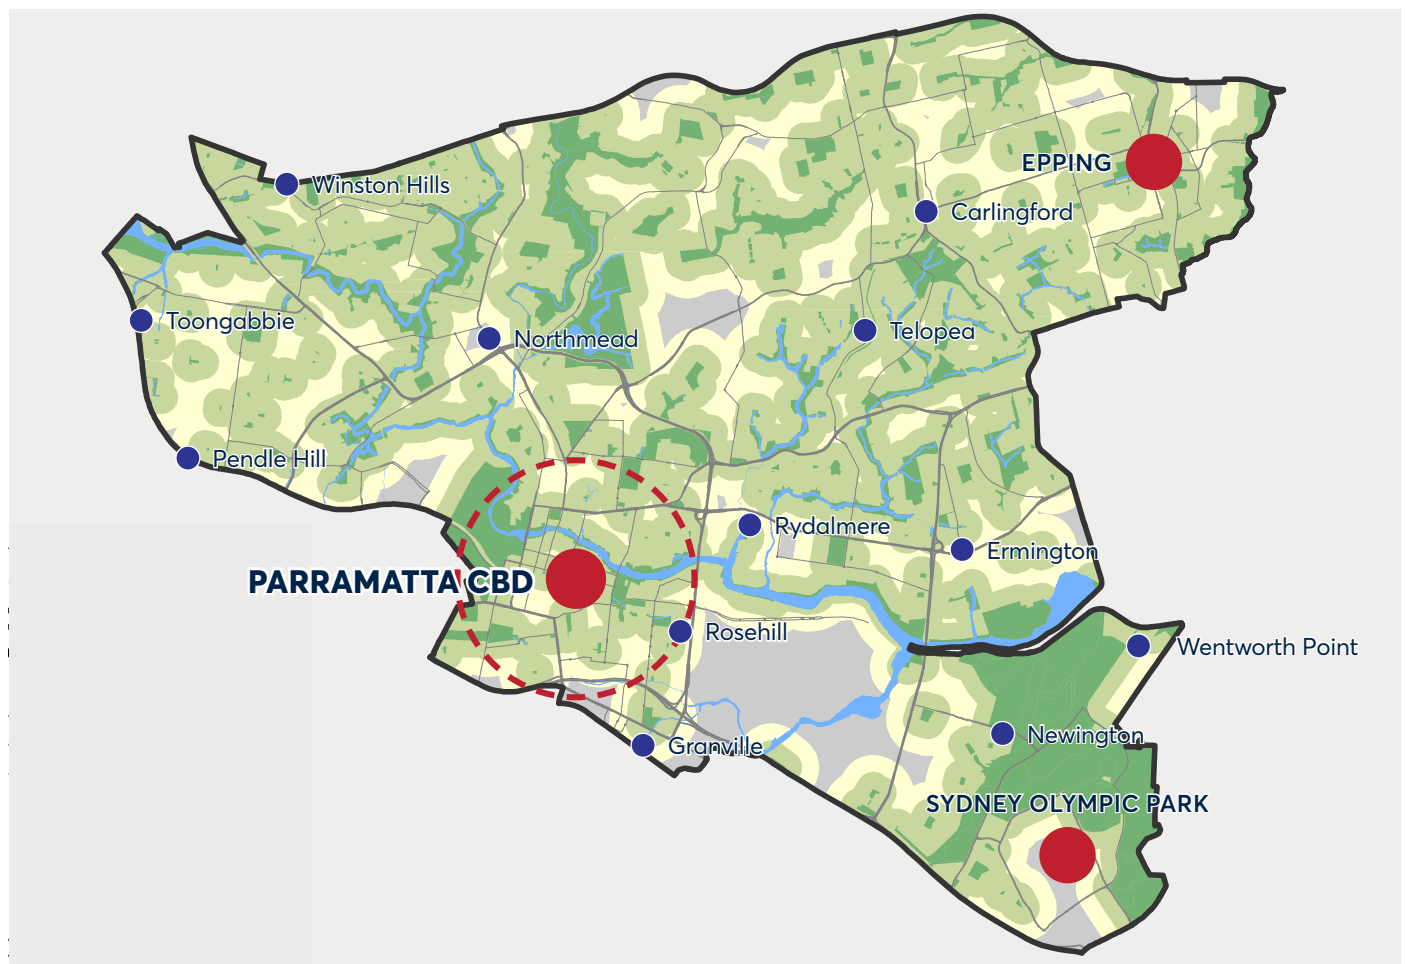 EPPING
Winston Hills
Carlingford
Toongabbie
Telopea
Northmead
Pendle Hill
Rydalmere
Ermington
PARRAMATTA CBD
Rosehill
Wentworth Point
Newington
Granville
SYDNEY OLYMPIC PARK